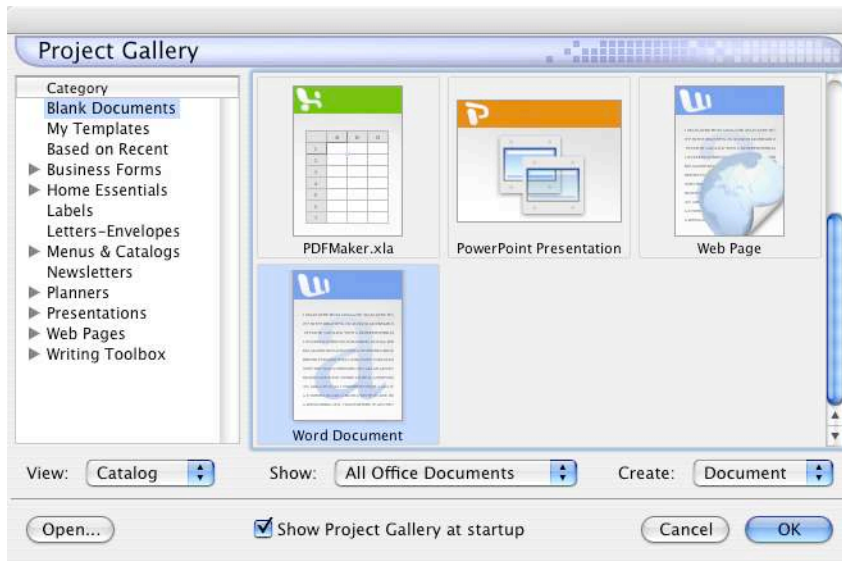 Project Gallery
Category
Blank Documents
My Templates
Based on Recent
Business Forms
Home Essentials
Labels
Letters-Envelopes
Menus & Catalogs
Newsletters
Planners
Presentations
Web Pages
Writing Toolbox
PDFMaker.xla
PowerPoint Presentation
Web Page
Word Document
View: Catalog
Show: All Office Documents
Create: Document
Open...
Show Project Gallery at startup
Cancel
OK